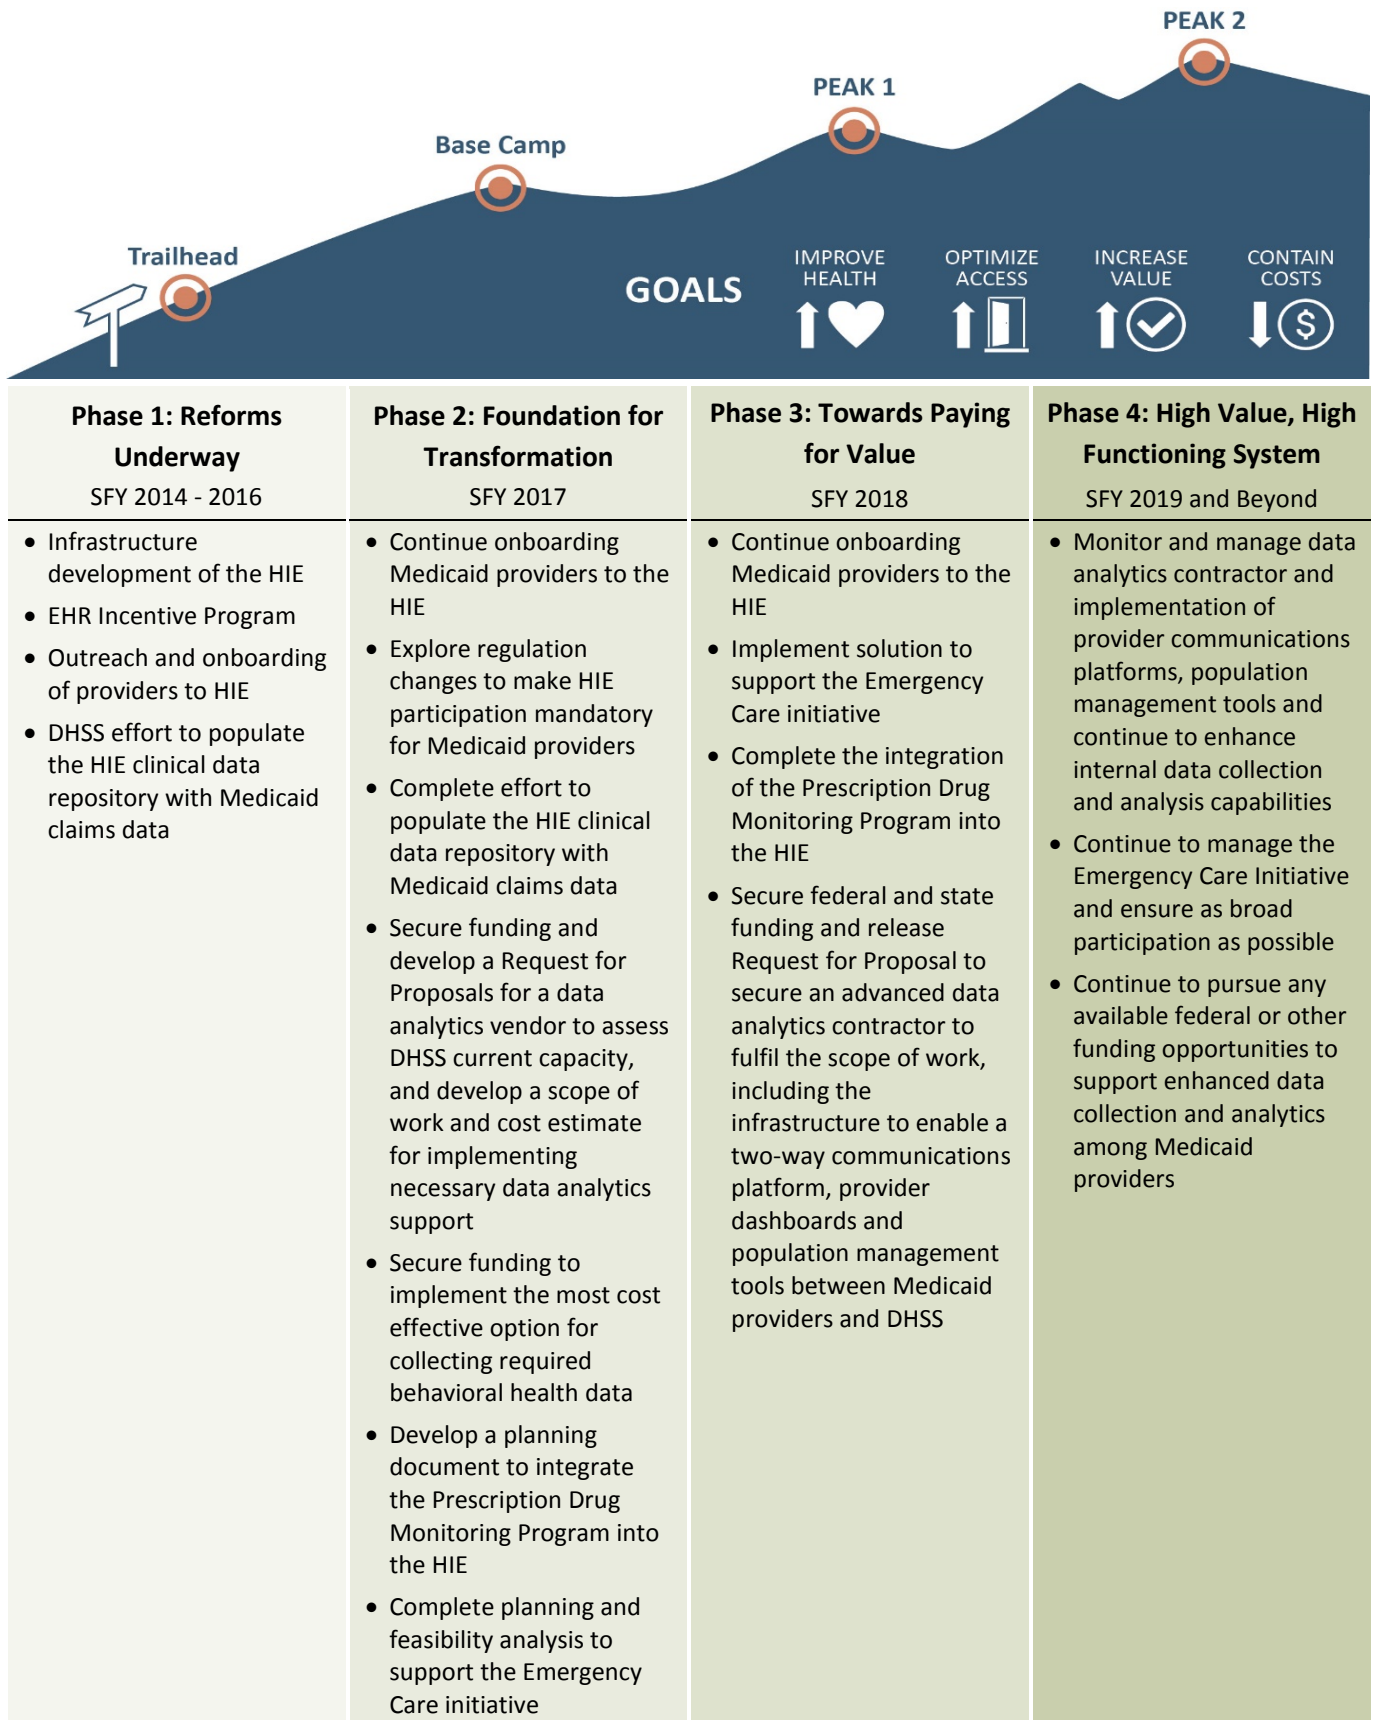 PEAK 2
PEAK 1
Base Camp
Trailhead
GOALS
IMPROVE
HEALTH
OPTIMIZE
ACCESS
INCREASE
VALUE
CONTAIN
COSTS
$
Phase 1: Reforms
Underway
SFY 2014 - 2016
• Infrastructure
development of the HIE
• EHR Incentive Program
• Outreach and onboarding
of providers to HIE
• DHSS effort to populate
the HIE clinical data
repository with Medicaid
claims data
Phase 2: Foundation for
Transformation
SFY 2017
• Continue onboarding
Medicaid providers to the
HIE
• Explore regulation
changes to make HIE
participation mandatory
for Medicaid providers
• Complete effort to
populate the HIE clinical
data repository with
Medicaid claims data
• Secure funding and
develop a Request for
Proposals for a data
analytics vendor to assess
DHSS current capacity,
and develop a scope of
work and cost estimate
for implementing
necessary data analytics
support
• Secure funding to
implement the most cost
effective option for
collecting required
behavioral health data
• Develop a planning
document to integrate
the Prescription Drug
Monitoring Program into
the HIE
• Complete planning and
feasibility analysis to
support the Emergency
Care initiative
Phase 3: Towards Paying
for Value
SFY 2018
• Continue onboarding
Medicaid providers to the
HIE
• Implement solution to
support the Emergency
Care initiative
• Complete the integration
of the Prescription Drug
Monitoring Program into
the HIE
• Secure federal and state
funding and release
Request for Proposal to
secure an advanced data
analytics contractor to
fulfil the scope of work,
including the
infrastructure to enable a
two-way communications
platform, provider
dashboards and
population management
tools between Medicaid
providers and DHSS
Phase 4: High Value, High
Functioning System
SFY 2019 and Beyond
• Monitor and manage data
analytics contractor and
implementation of
provider communications
platforms, population
management tools and
continue to enhance
internal data collection
and analysis capabilities
• Continue to manage the
Emergency Care Initiative
and ensure as broad
participation as possible
• Continue to pursue any
available federal or other
funding opportunities to
support enhanced data
collection and analytics
among Medicaid
providers